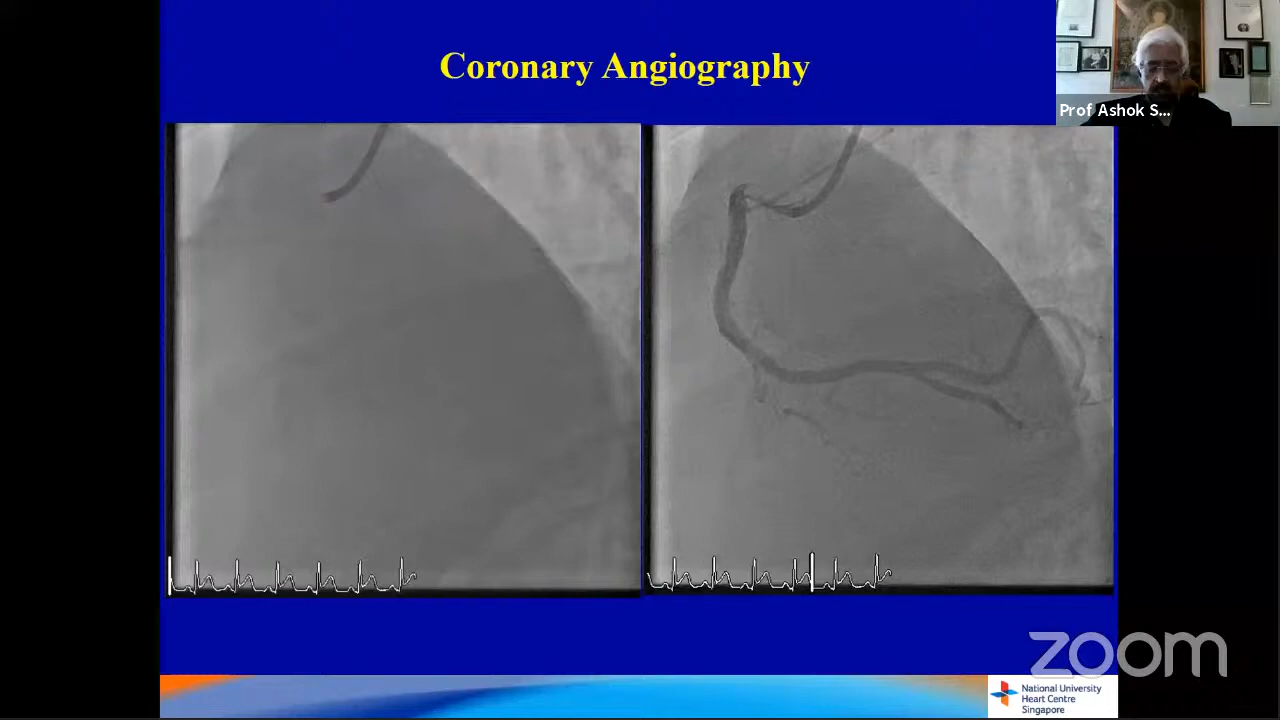 Coronary Angiography
Prof Ashok S...
zoom
National University
Heart Centre
Singapore